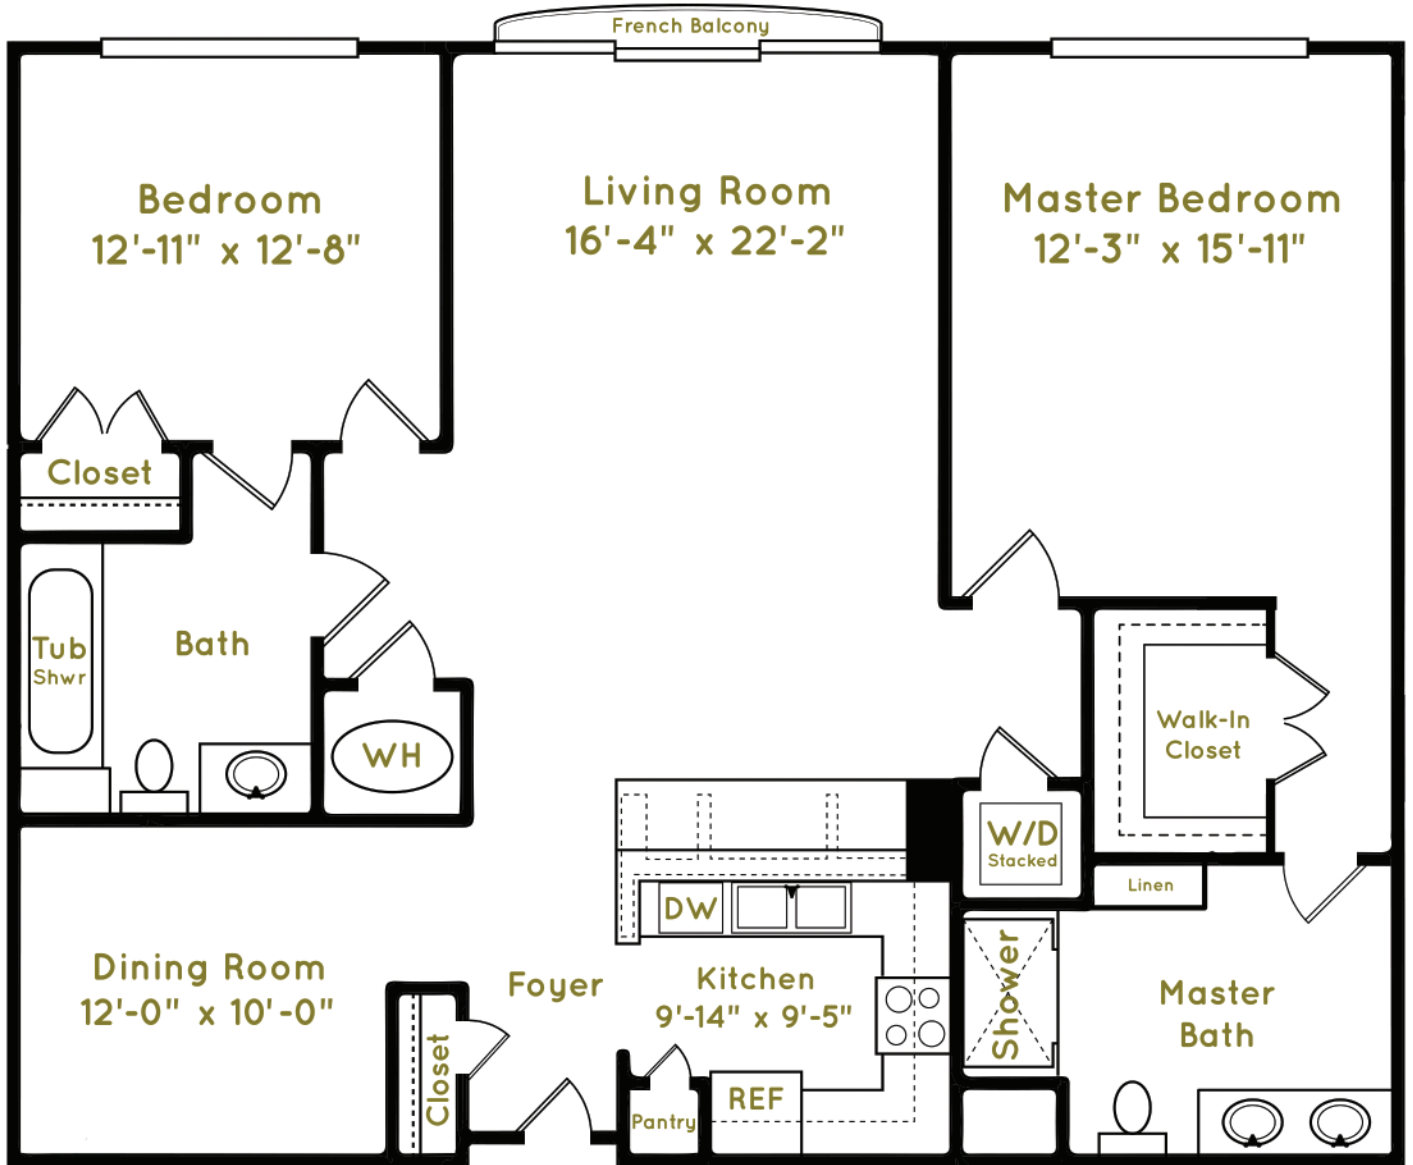 French Balcony
Bedroom
12'-11" x 12'-8"
Living Room
16'-4" x 22'-2"
Master Bedroom
12'-3" x 15'-11"
Closet
Tub
Shwr
Bath
WH
Walk-In
Closet
W/D
Stacked
Linen
DW
Dining Room
12'-0" x 10'-0"
Foyer
Kitchen
9'-14" x 9'-5"
Shower
Master
Bath
Closet
REF
Pantry